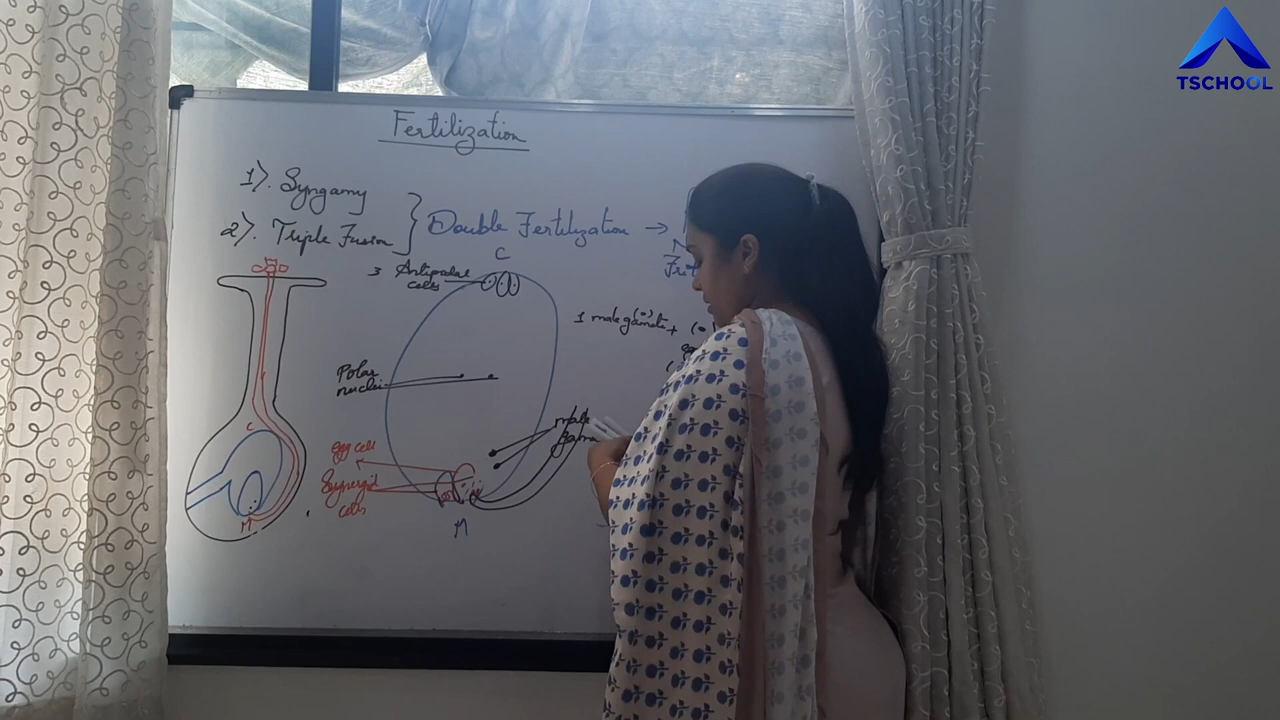 TSCHOOL
Fertilization
1). Syngamy
2). Triple Fusion
Double Fertilization →
C
3 Antipodal
cells
1 male gamete +
Polar
nuclei
male
C
egg cell
Synergid
cells
M
M